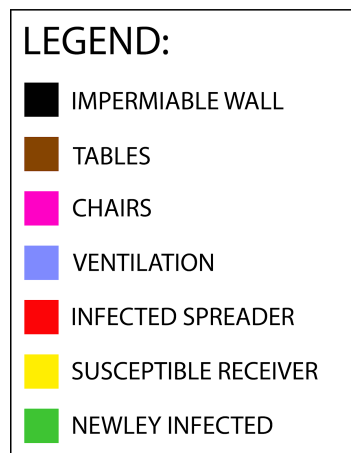 LEGEND:
IMPERMIABLE WALL
TABLES
CHAIRS
VENTILATION
INFECTED SPREADER
SUSCEPTIBLE RECEIVER
NEWLEY INFECTED